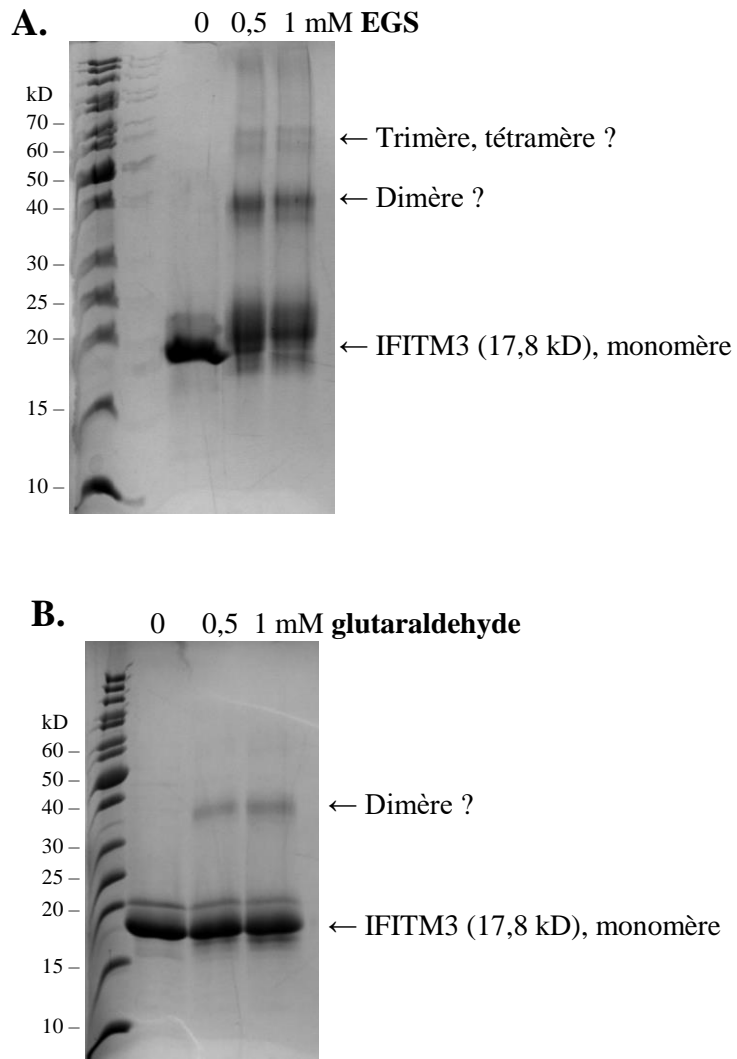 A. 0 0,5 1 mM EGS
kD
70 –
← Trimère, tétramère ?
60 –
50 –
← Dimère ?
40 –
30 –
25 –
20 –
← IFITM3 (17,8 kD), monomère
15 –
10 –
B. 0 0,5 1 mM glutaraldehyde
kD
60 –
50 –
40 – ← Dimère ?
30 –
25 –
20 –
← IFITM3 (17,8 kD), monomère
15 –
10 –